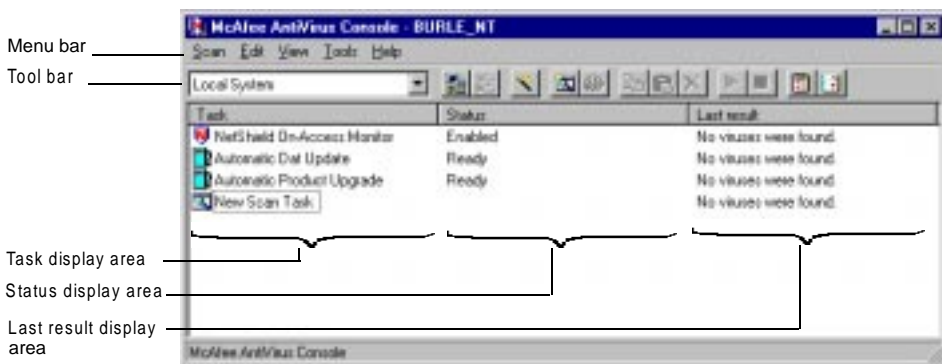 McAfee AntiVirus Console - BURLE_NT
Menu bar
Scan Edit View Tools Help
Tool bar
Local System
Task Status Last result
NetShield On-Access Monitor Enabled No viruses were found.
Automatic Dat Update Ready No viruses were found.
Automatic Product Upgrade Ready No viruses were found.
New Scan Task No viruses were found.
Task display area
Status display area
Last result display
area
McAfee AntiVirus Console